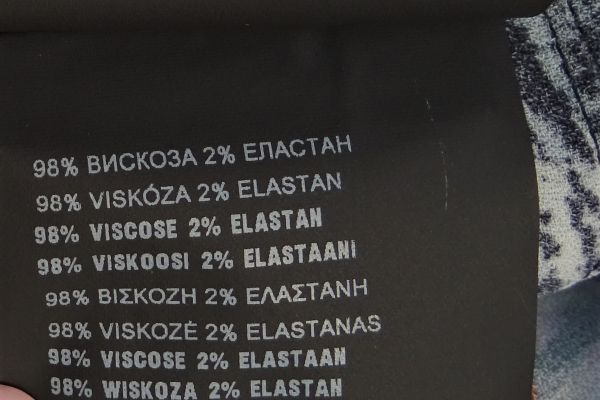 98% ВИСКОЗА 2% ЕЛАСТАН
98% VISKÓZA 2% ELASTAN
98% VISCOSE 2% ELASTAN
98% VISKOOSI 2% ELASTAANI
98% ΒΙΣΚΟΖΗ 2% ΕΛΑΣΤΑΝΗ
98% VISKOZĖ 2% ELASTANAS
98% VISCOSE 2% ELASTAAN
98% WISKOZA 2% ELASTAN